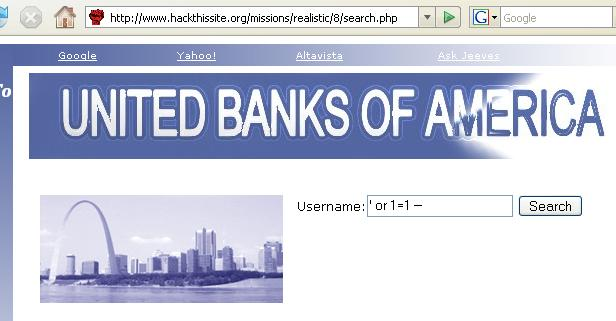 http://www.hackthissite.org/missions/realistic/8/search.php
G Google
Google Yahoo! Altavista Ask Jeeves
To
UNITED BANKS OF AMERICA
Username: ' or 1=1 -- Search